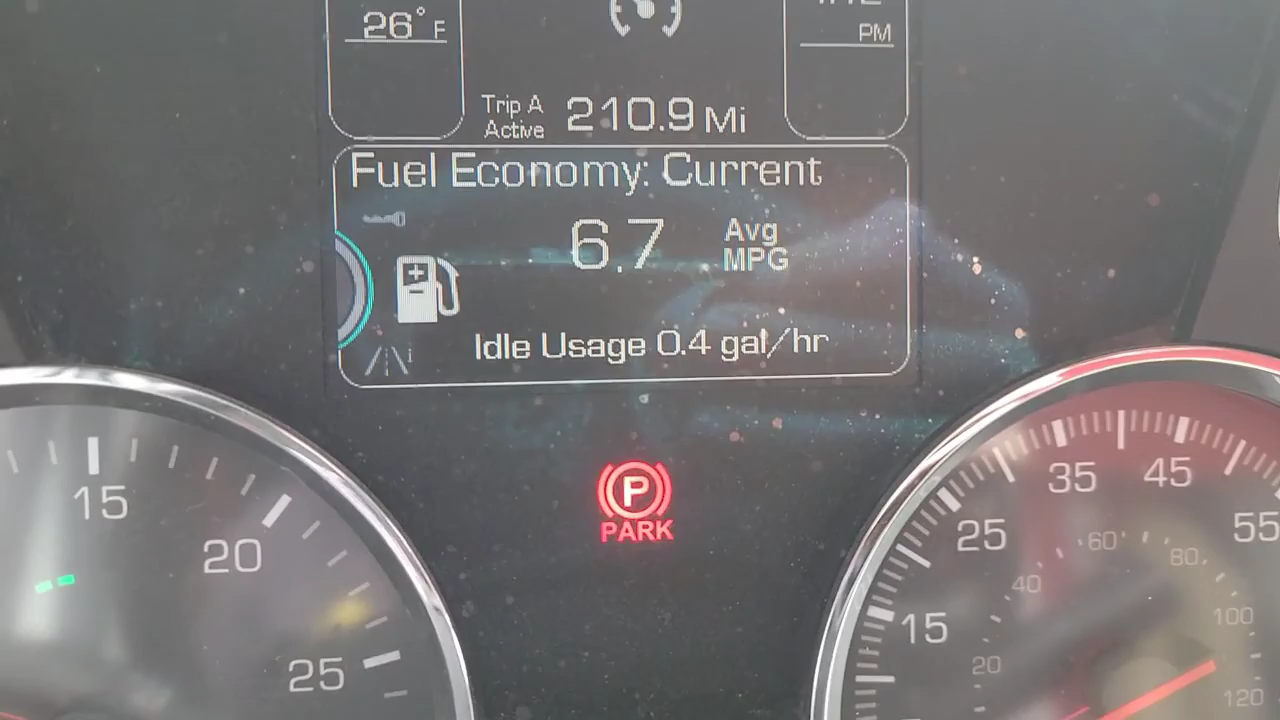 26° F
PM
Trip A
Active
210.9 Mi
Fuel Economy: Current
6.7
Avg
MPG
Idle Usage 0.4 gal/hr
P
PARK
15
20
25
15
25
35
45
55
20
40
60
80
100
120